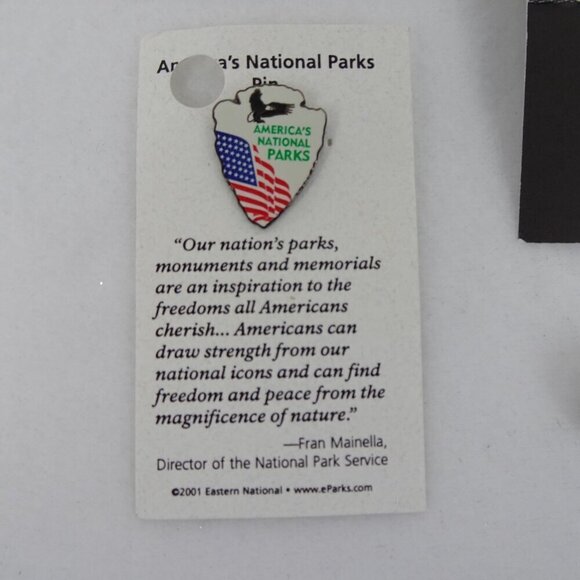 America's National Parks
Pin
AMERICA'S
NATIONAL
PARKS
“Our nation's parks,
monuments and memorials
are an inspiration to the
freedoms all Americans
cherish... Americans can
draw strength from our
national icons and can find
freedom and peace from the
magnificence of nature.”
—Fran Mainella,
Director of the National Park Service
©2001 Eastern National • www.eParks.com